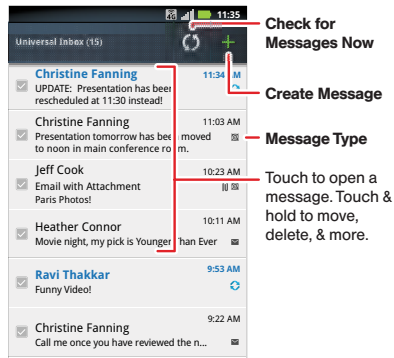 11:35
Universal Inbox (15)
Check for
Messages Now
Christine Fanning 11:34 AM
UPDATE: Presentation has been
rescheduled at 11:30 instead!
Create Message
Christine Fanning 11:03 AM
Presentation tomorrow has been moved
to noon in main conference room.
Message Type
Jeff Cook 10:23 AM
Email with Attachment
Paris Photos!
Touch to open a
message. Touch &
hold to move,
delete, & more.
Heather Connor 10:11 AM
Movie night, my pick is Younger Than Ever
Ravi Thakkar 9:53 AM
Funny Video!
Christine Fanning 9:22 AM
Call me once you have reviewed the n...